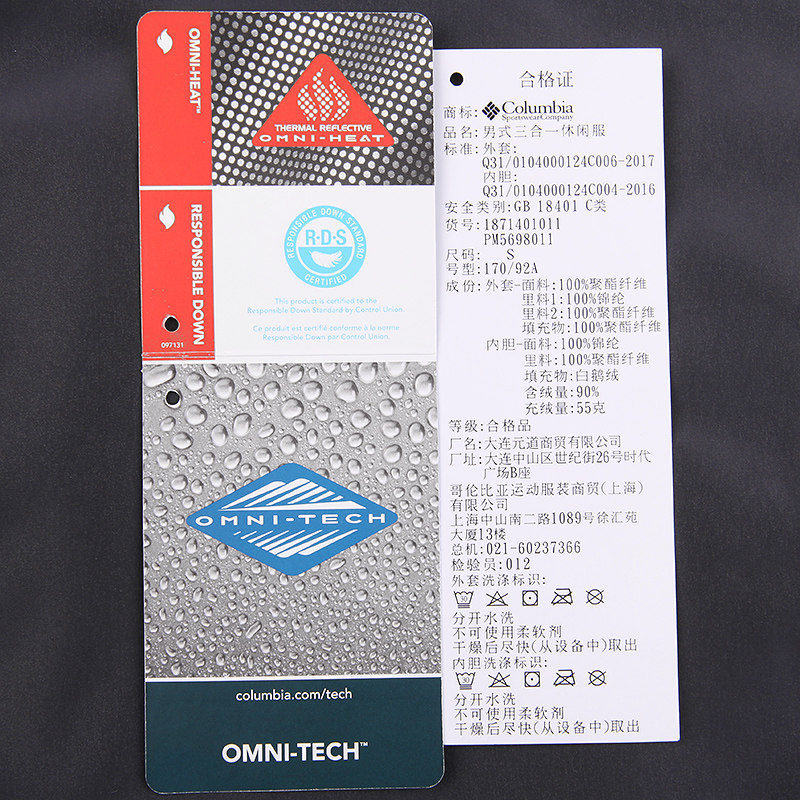 OMNI-HEAT™
THERMAL REFLECTIVE
OMNI-HEAT
RESPONSIBLE DOWN
097131
RESPONSIBLE DOWN STANDARD
R·D·S
CERTIFIED
This product is certified to the
Responsible Down Standard by Control Union.
Ce produit est certifié conforme à la norme
Responsible Down par Control Union.
OMNI-TECH
columbia.com/tech
OMNI-TECH™
合格证
商标: Columbia
Sportswear Company
品名: 男式三合一休闲服
标准: 外套:
Q31/0104000124C006-2017
内胆:
Q31/0104000124C004-2016
安全类别:GB 18401 C类
货号:1871401011
PM5698011
尺码: S
号型:170/92A
成份: 外套-面料:100%聚酯纤维
里料1:100%锦纶
里料2:100%聚酯纤维
填充物:100%聚酯纤维
内胆-面料:100%锦纶
里料:100%聚酯纤维
填充物:白鹅绒
含绒量:90%
充绒量:55克
等级:合格品
厂名:大连元道商贸有限公司
厂址:大连中山区世纪街26号时代
广场B座
哥伦比亚运动服装商贸(上海)
有限公司
上海中山南二路1089号徐汇苑
大厦13楼
总机:021-60237366
检验员:012
外套洗涤标识:
30
分开水洗
不可使用柔软剂
干燥后尽快(从设备中)取出
内胆洗涤标识:
30
分开水洗
不可使用柔软剂
干燥后尽快(从设备中)取出